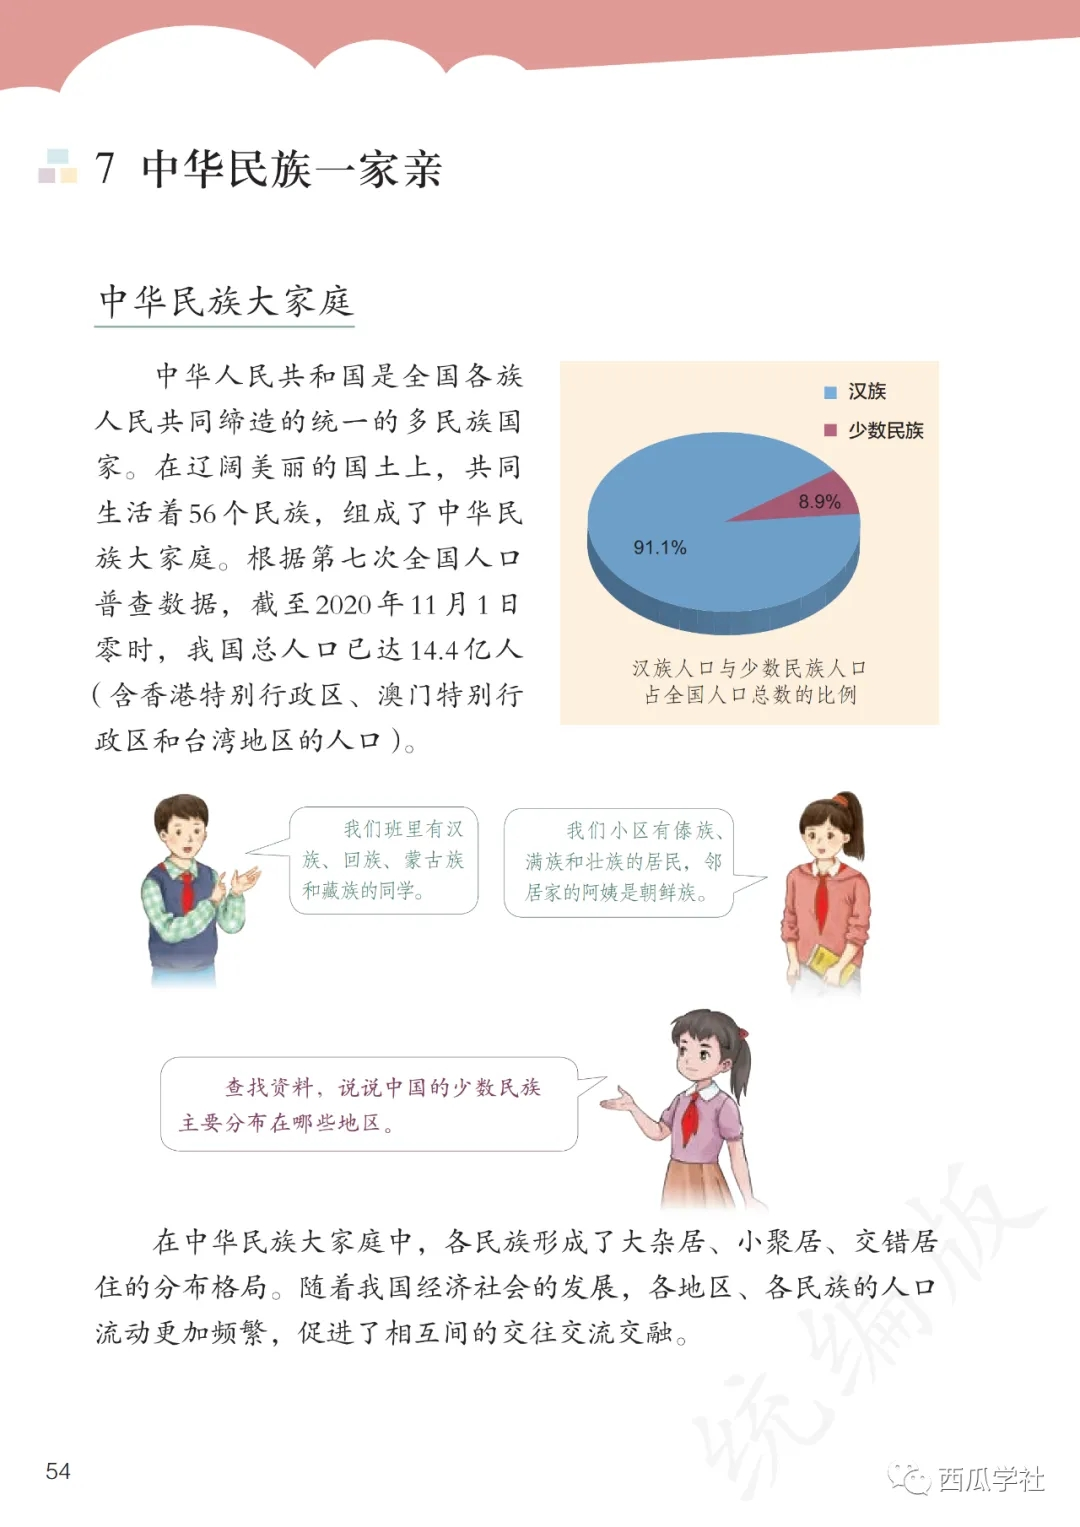 7 中华民族一家亲
中华民族大家庭
中华人民共和国是全国各族
人民共同缔造的统一的多民族国
家。在辽阔美丽的国土上，共同
生活着56个民族，组成了中华民
族大家庭。根据第七次全国人口
普查数据，截至2020年11月1日
零时，我国总人口已达14.4亿人
（含香港特别行政区、澳门特别行
政区和台湾地区的人口）。
汉族
少数民族
8.9%
91.1%
汉族人口与少数民族人口
占全国人口总数的比例
我们班里有汉
族、回族、蒙古族
和藏族的同学。
我们小区有傣族、
满族和壮族的居民，邻
居家的阿姨是朝鲜族。
查找资料，说说中国的少数民族
主要分布在哪些地区。
在中华民族大家庭中，各民族形成了大杂居、小聚居、交错居
住的分布格局。随着我国经济社会的发展，各地区、各民族的人口
流动更加频繁，促进了相互间的交往交流交融。
统编版
54
西瓜学社